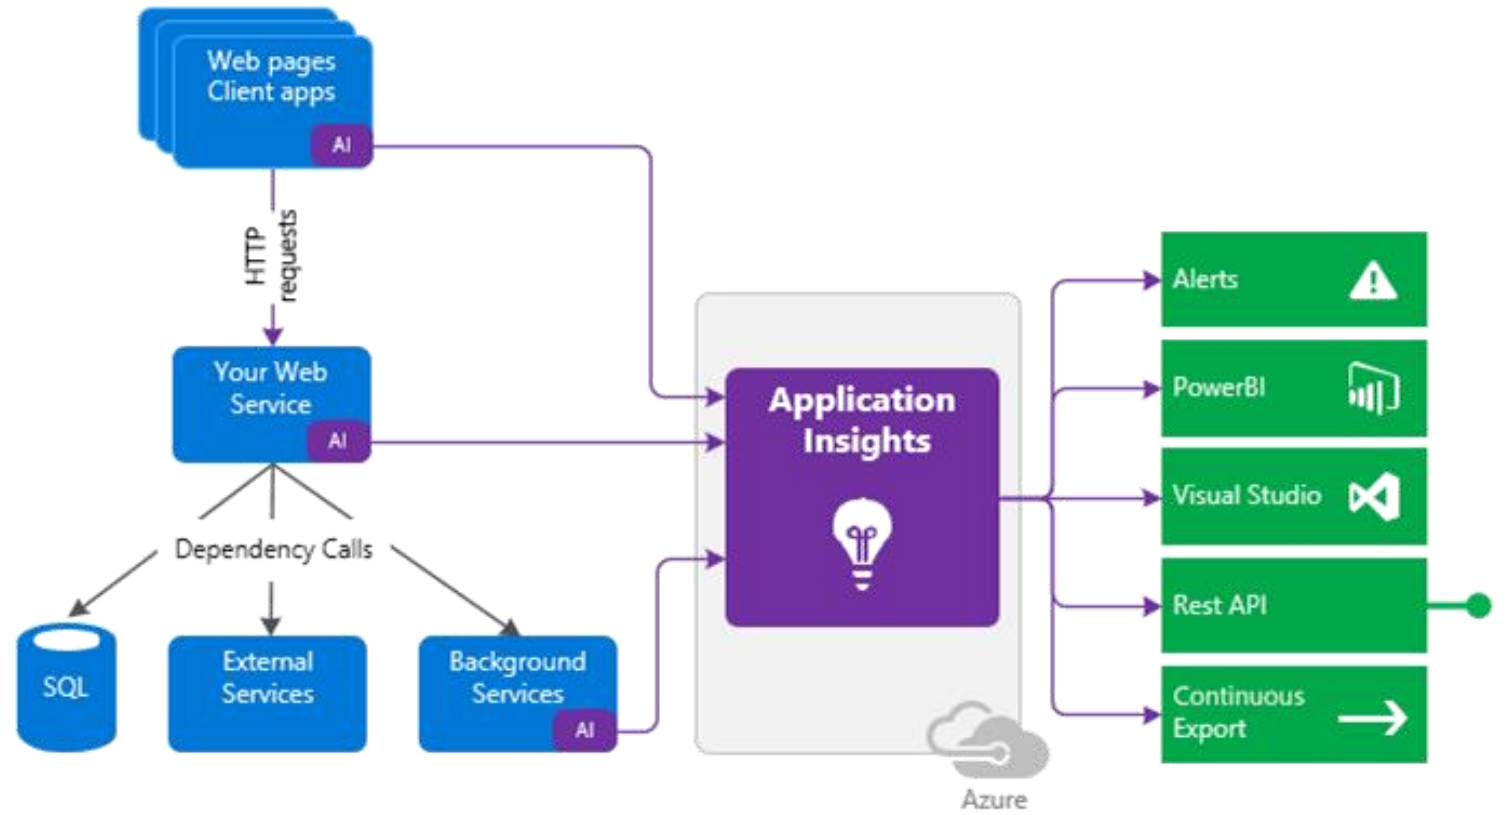 Web pages
Client apps
AI
HTTP
requests
Your Web
Service
AI
Dependency Calls
SQL
External
Services
Background
Services
AI
Application
Insights
Azure
Alerts
PowerBI
Visual Studio
Rest API
Continuous
Export